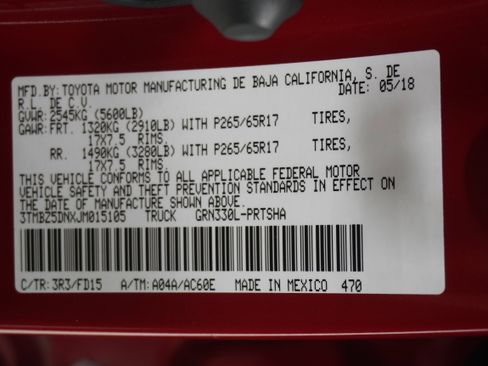 MFD.BY:TOYOTA MOTOR MANUFACTURING DE BAJA CALIFORNIA, S. DE
R.L. DE C.V. DATE: 05/18
GVWR:2545KG (5600LB)
GAWR:FRT. 1320KG (2910LB) WITH P265/65R17 TIRES,
17X7.5 RIMS,
RR. 1490KG (3280LB) WITH P265/65R17 TIRES,
17X7.5 RIMS.
THIS VEHICLE CONFORMS TO ALL APPLICABLE FEDERAL MOTOR
VEHICLE SAFETY AND THEFT PREVENTION STANDARDS IN EFFECT ON
THE DATE OF MANUFACTURE SHOWN ABOVE.
3TMBZ5DNXJM015105 TRUCK GRN330L-PRTSHA
C/TR: 3R3/FD15 A/TM: A04A/AC60E MADE IN MEXICO 470